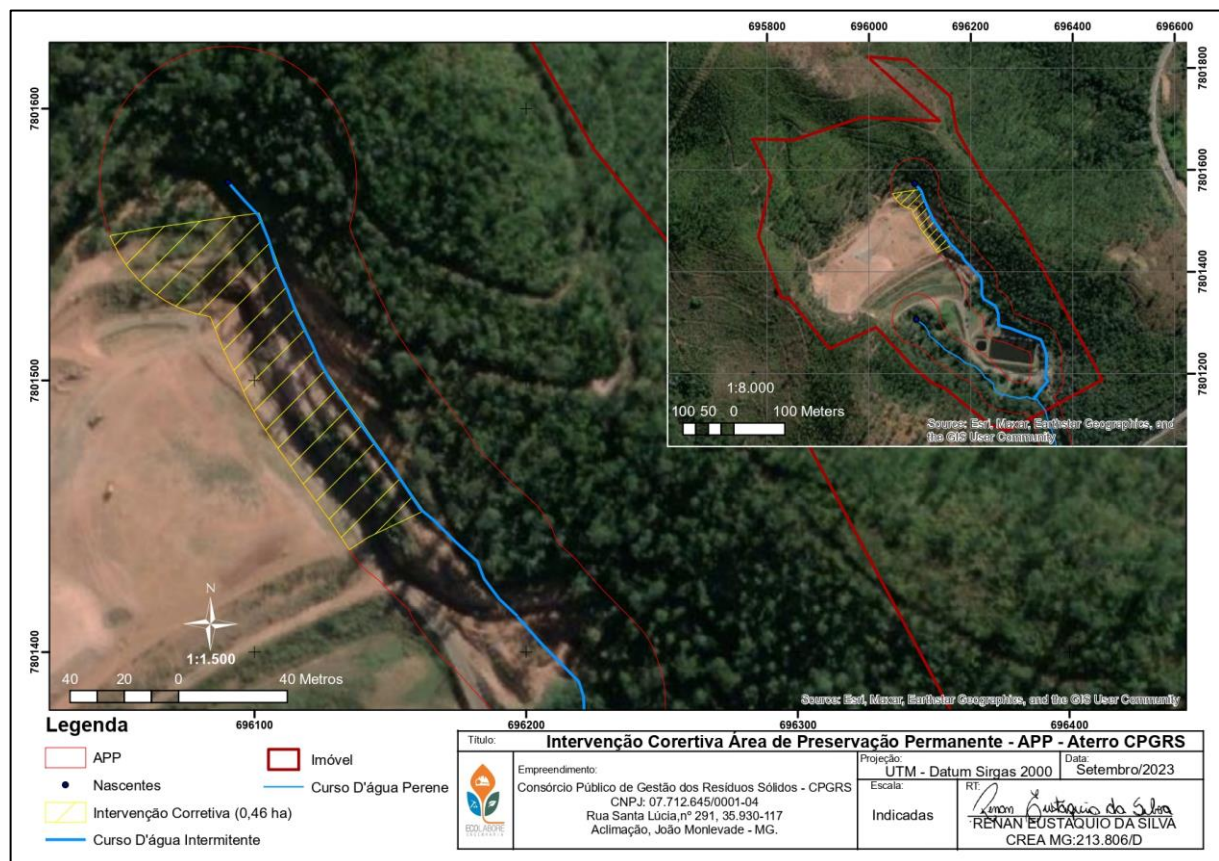 695800 696000 696200 696400 696600
7801800
7801600
7801400
7801200
1:8.000
100 50 0 100 Meters
Source: Esri, Maxar, Earthstar Geographics, and
the GIS User Community
7801600
7801500
7801400
N
1:1.500
40 20 0 40 Metros
Source: Esri, Maxar, Earthstar Geographics, and the GIS User Community
696100 696200 696300 696400
Legenda
APP
Nascentes
Intervenção Corretiva (0,46 ha)
Curso D'água Intermitente
Imóvel
Curso D'água Perene
Título: Intervenção Corertiva Área de Preservação Permanente - APP - Aterro CPGRS
ECOLABORE
ENGENHARIA
Empreendimento:
Consórcio Público de Gestão dos Resíduos Sólidos - CPGRS
CNPJ: 07.712.645/0001-04
Rua Santa Lúcia,nº 291, 35.930-117
Aclimação, João Monlevade - MG.
Projeção:
UTM - Datum Sirgas 2000
Data:
Setembro/2023
Escala:
Indicadas
RT:
Renan Eustáquio da Silva
RENAN EUSTAQUIO DA SILVA
CREA MG:213.806/D